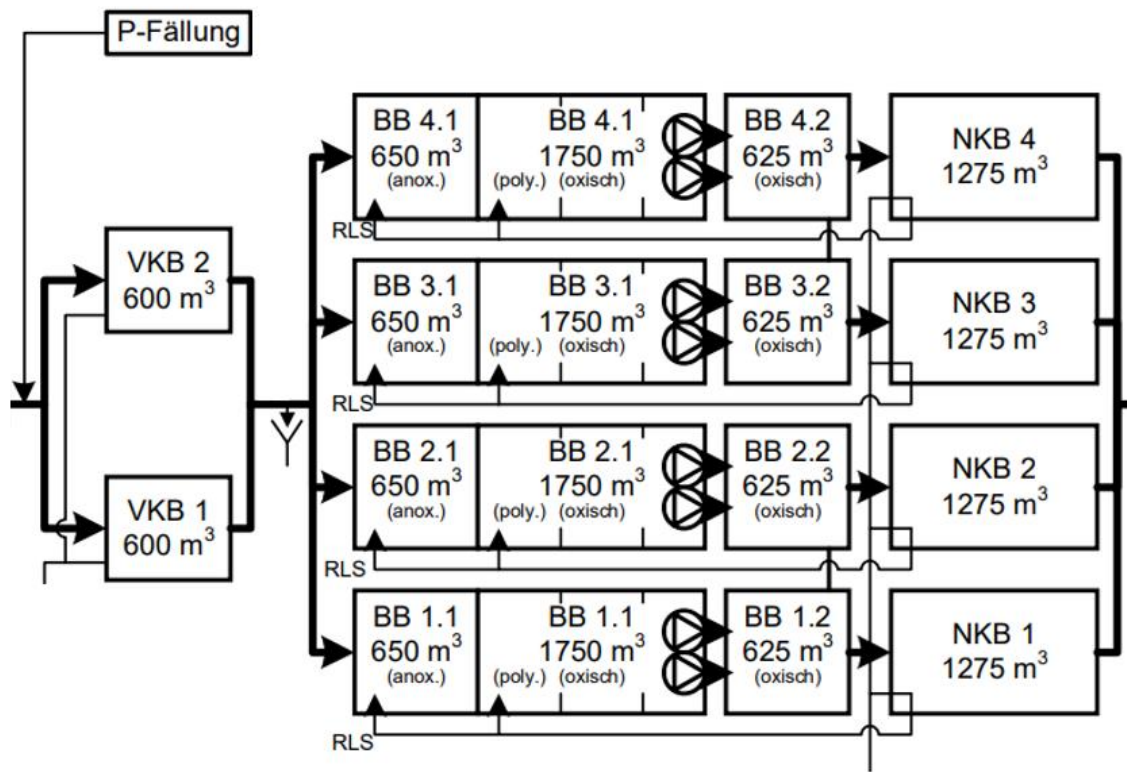 P-Fällung
VKB 2
600 m³
VKB 1
600 m³
BB 4.1
650 m³
(anox.)
BB 4.1
1750 m³
(poly.) (oxisch)
BB 4.2
625 m³
(oxisch)
NKB 4
1275 m³
RLS
BB 3.1
650 m³
(anox.)
BB 3.1
1750 m³
(poly.) (oxisch)
BB 3.2
625 m³
(oxisch)
NKB 3
1275 m³
RLS
BB 2.1
650 m³
(anox.)
BB 2.1
1750 m³
(poly.) (oxisch)
BB 2.2
625 m³
(oxisch)
NKB 2
1275 m³
RLS
BB 1.1
650 m³
(anox.)
BB 1.1
1750 m³
(poly.) (oxisch)
BB 1.2
625 m³
(oxisch)
NKB 1
1275 m³
RLS